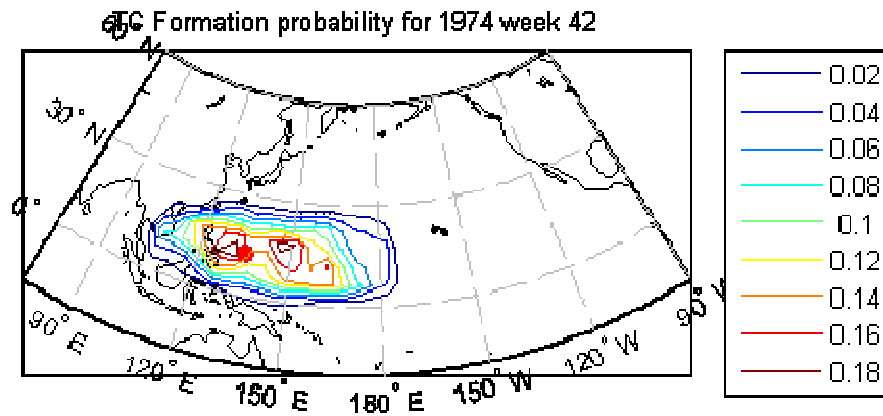 TC Formation probability for 1974 week 42
60° N
30° N
0°
90° E
120° E
150° E
180° E
150° W
120° W
90° W
0.02
0.04
0.06
0.08
0.1
0.12
0.14
0.16
0.18